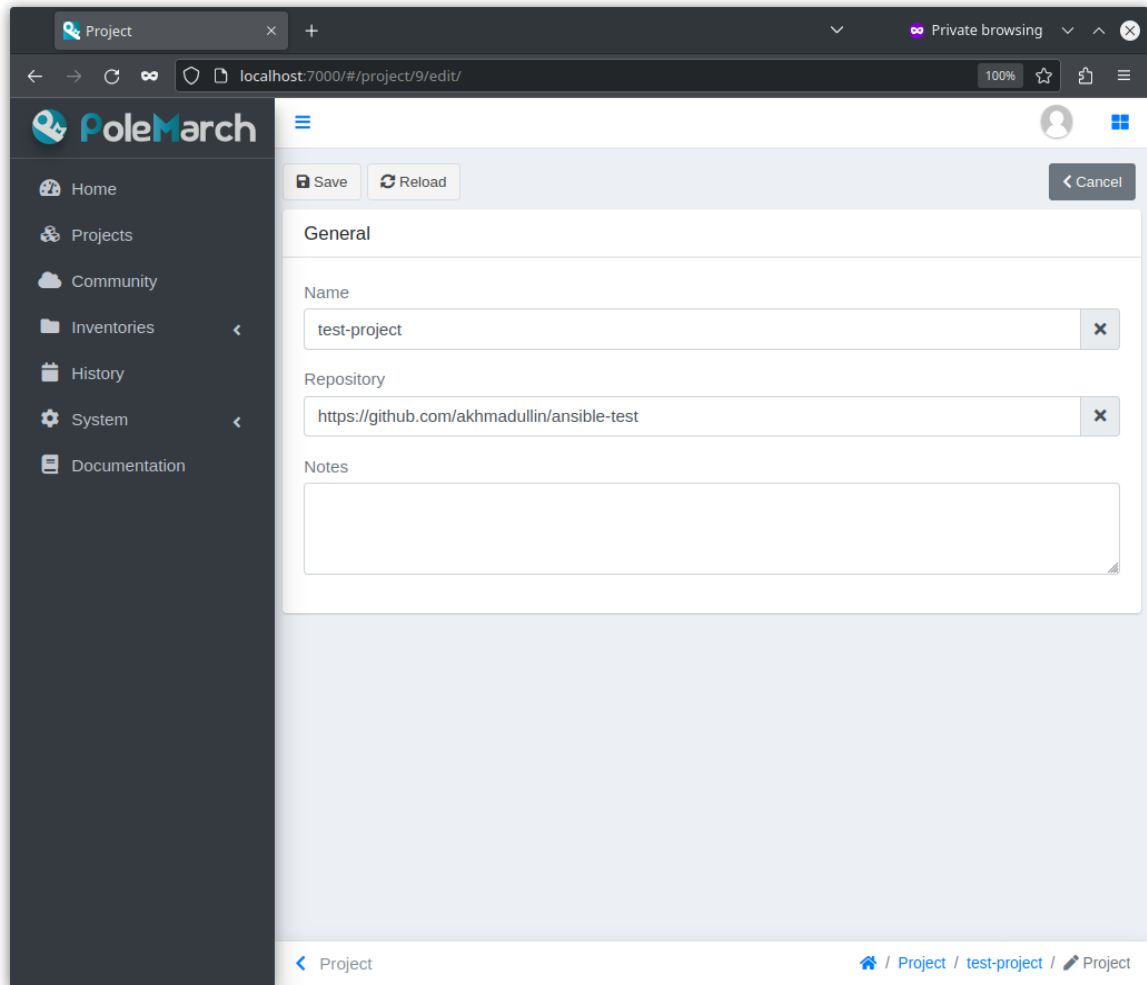 Project
Private browsing
localhost:7000/#/project/9/edit/
100%
PoleMarch
Home
Projects
Community
Inventories
History
System
Documentation
Save
Reload
Cancel
General
Name
test-project
Repository
https://github.com/akhmadullin/ansible-test
Notes
Project
/ Project / test-project / Project